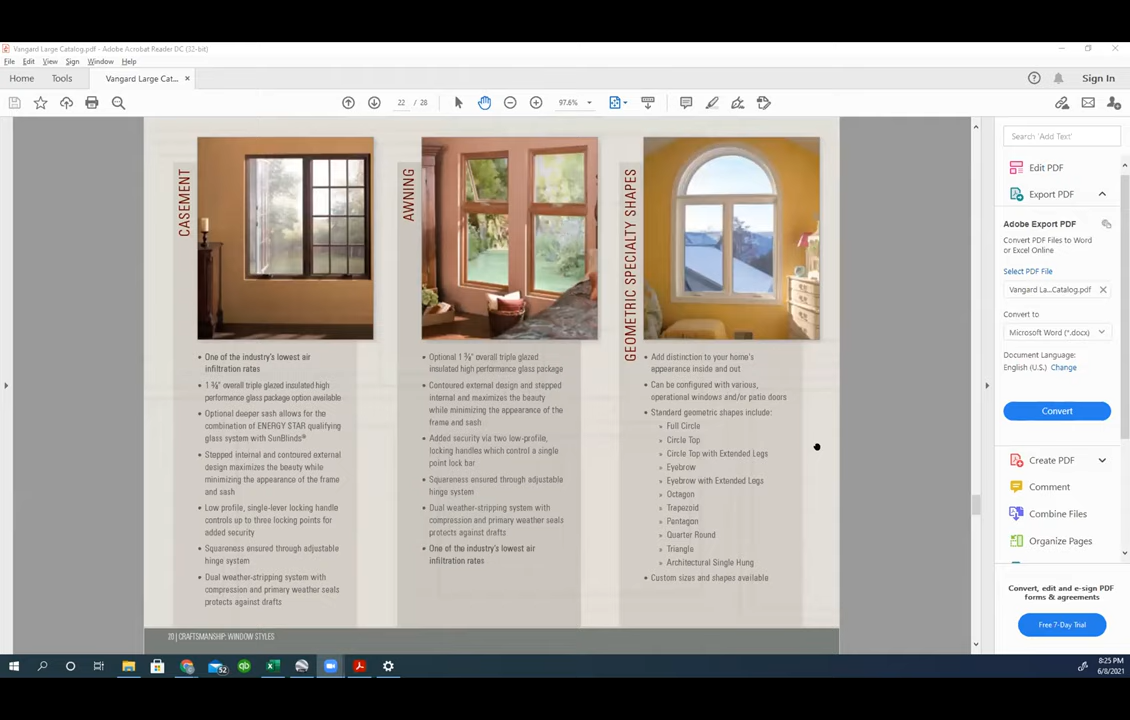 Vangard Large Catalog.pdf - Adobe Acrobat Reader DC (32-bit)
File Edit View Sign Window Help
Home Tools Vangard Large Cat... × Sign In
22 / 28 97.6%
CASEMENT
One of the industry's lowest air
infiltration rates
1 ⅜" overall triple glazed insulated high
performance glass package option available
Optional deeper sash allows for the
combination of ENERGY STAR qualifying
glass system with SunBlinds®
Stepped internal and contoured external
design maximizes the beauty while
minimizing the appearance of the frame
and sash
Low profile, single-lever locking handle
controls up to three locking points for
added security
Squareness ensured through adjustable
hinge system
Dual weather-stripping system with
compression and primary weather seals
protects against drafts
AWNING
Optional 1 ⅜" overall triple glazed
insulated high performance glass package
Contoured external design and stepped
internal and maximizes the beauty
while minimizing the appearance of the
frame and sash
Added security via two low-profile,
locking handles which control a single
point lock bar
Squareness ensured through adjustable
hinge system
Dual weather-stripping system with
compression and primary weather seals
protects against drafts
One of the industry's lowest air
infiltration rates
GEOMETRIC SPECIALTY SHAPES
Add distinction to your home's
appearance inside and out
Can be configured with various,
operational windows and/or patio doors
Standard geometric shapes include:
» Full Circle
» Circle Top
» Circle Top with Extended Legs
» Eyebrow
» Eyebrow with Extended Legs
» Octagon
» Trapezoid
» Pentagon
» Quarter Round
» Triangle
» Architectural Single Hung
Custom sizes and shapes available
20 | CRAFTSMANSHIP: WINDOW STYLES
Search 'Add Text'
Edit PDF
Export PDF
Adobe Export PDF
Convert PDF Files to Word
or Excel Online
Select PDF File
Vangard La...Catalog.pdf ×
Convert to
Microsoft Word (*.docx)
Document Language:
English (U.S.) Change
Convert
Create PDF
Comment
Combine Files
Organize Pages
Convert, edit and e-sign PDF
forms & agreements
Free 7-Day Trial
52
8:25 PM
6/8/2021